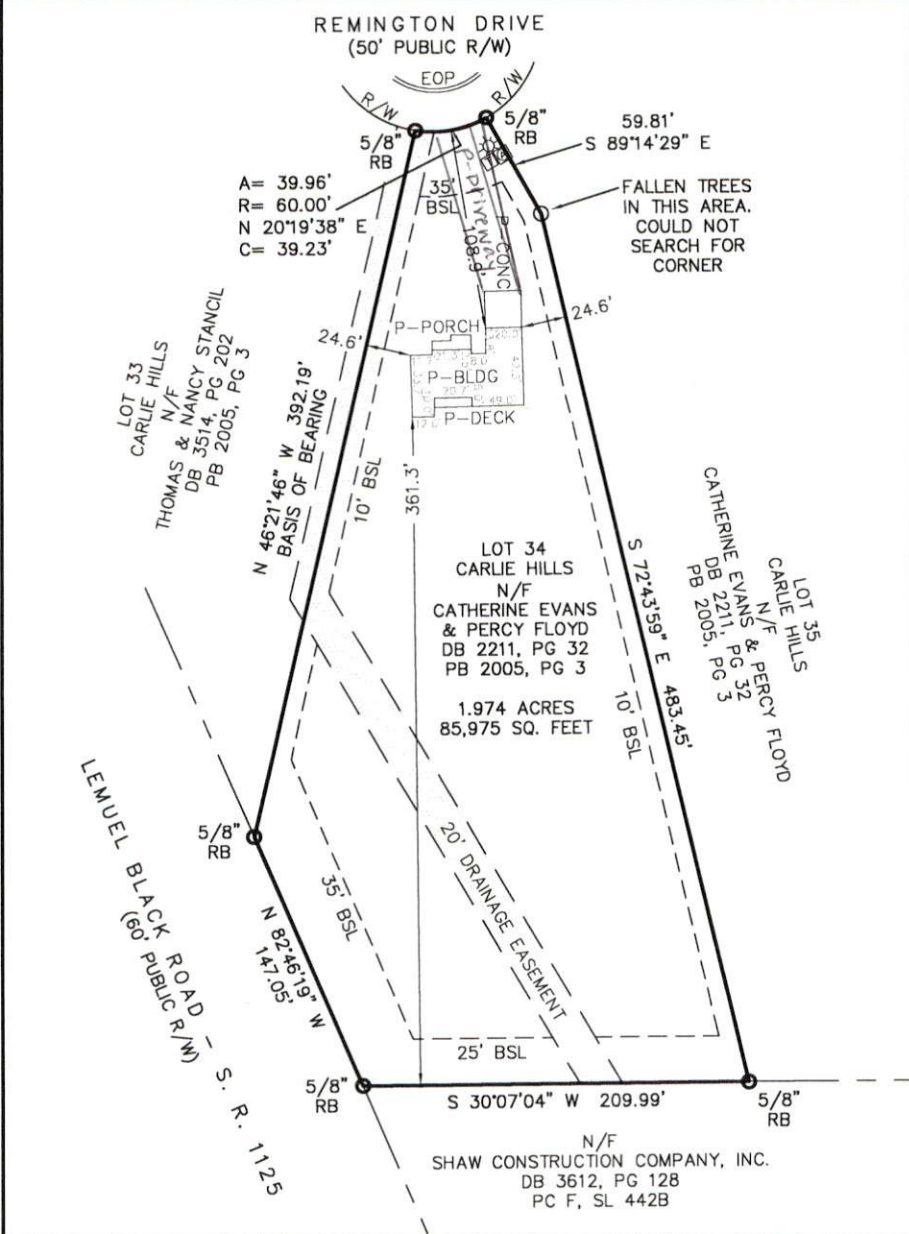 REMINGTON DRIVE
(50' PUBLIC R/W)
EOP
R/W
R/W
5/8"
RB
5/8"
RB
59.81'
S 89°14'29" E
A= 39.96'
R= 60.00'
N 20°19'38" E
C= 39.23'
35'
BSL
P-Driveway
108.9'
P-CONC
FALLEN TREES
IN THIS AREA.
COULD NOT
SEARCH FOR
CORNER
24.6'
24.6'
P-PORCH
P-BLDG
P-DECK
LOT 33
CARLIE HILLS
N/F
THOMAS & NANCY STANCIL
DB 3514, PG 202
PB 2005, PG 3
N 46°21'46" W 392.19'
BASIS OF BEARING
10' BSL
361.3'
LOT 34
CARLIE HILLS
N/F
CATHERINE EVANS
& PERCY FLOYD
DB 2211, PG 32
PB 2005, PG 3
1.974 ACRES
85,975 SQ. FEET
S 72°43'59" E 483.45'
10' BSL
LOT 35
CARLIE HILLS
N/F
CATHERINE EVANS & PERCY FLOYD
DB 2211, PG 32
PB 2005, PG 3
LEMUEL BLACK ROAD - S. R. 1125
(60' PUBLIC R/W)
5/8"
RB
35' BSL
20' DRAINAGE EASEMENT
N 82°46'19" W
147.05'
25' BSL
5/8"
RB
S 30°07'04" W 209.99'
5/8"
RB
N/F
SHAW CONSTRUCTION COMPANY, INC.
DB 3612, PG 128
PC F, SL 442B